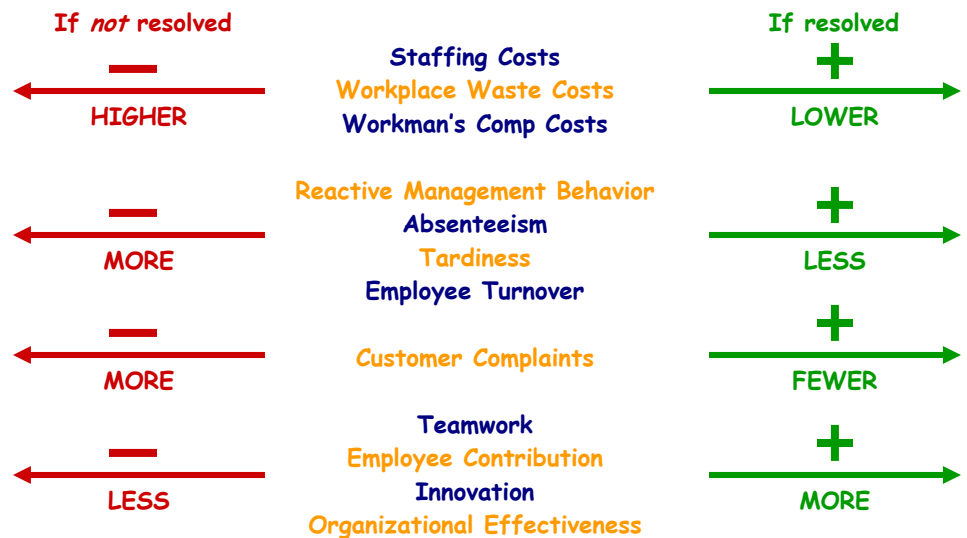 If not resolved
If resolved
Staffing Costs
Workplace Waste Costs
Workman's Comp Costs
HIGHER
LOWER
Reactive Management Behavior
Absenteeism
Tardiness
Employee Turnover
MORE
LESS
Customer Complaints
MORE
FEWER
Teamwork
Employee Contribution
Innovation
Organizational Effectiveness
LESS
MORE